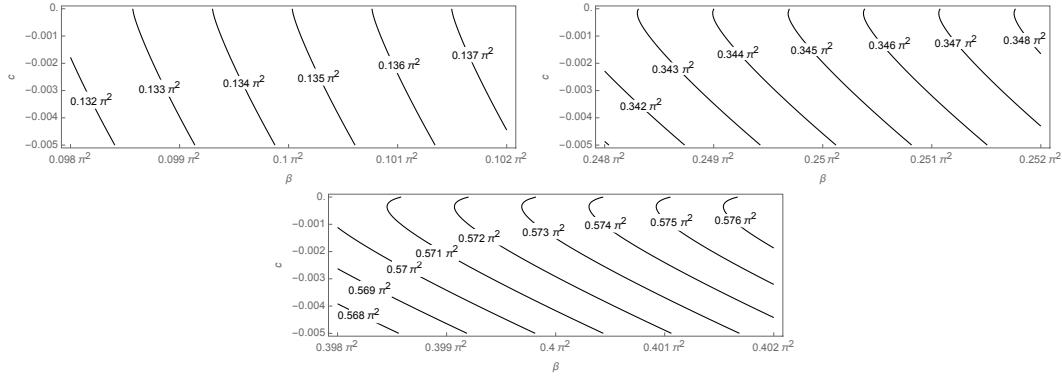 0.
−0.001
−0.002
−0.003
−0.004
−0.005
c
0.132 π²
0.133 π²
0.134 π²
0.135 π²
0.136 π²
0.137 π²
0.098 π²
0.099 π²
0.1 π²
0.101 π²
0.102 π²
β
0.
−0.001
−0.002
−0.003
−0.004
−0.005
c
0.342 π²
0.343 π²
0.344 π²
0.345 π²
0.346 π²
0.347 π²
0.348 π²
0.248 π²
0.249 π²
0.25 π²
0.251 π²
0.252 π²
β
0.
−0.001
−0.002
−0.003
−0.004
−0.005
c
0.568 π²
0.569 π²
0.57 π²
0.571 π²
0.572 π²
0.573 π²
0.574 π²
0.575 π²
0.576 π²
0.398 π²
0.399 π²
0.4 π²
0.401 π²
0.402 π²
β